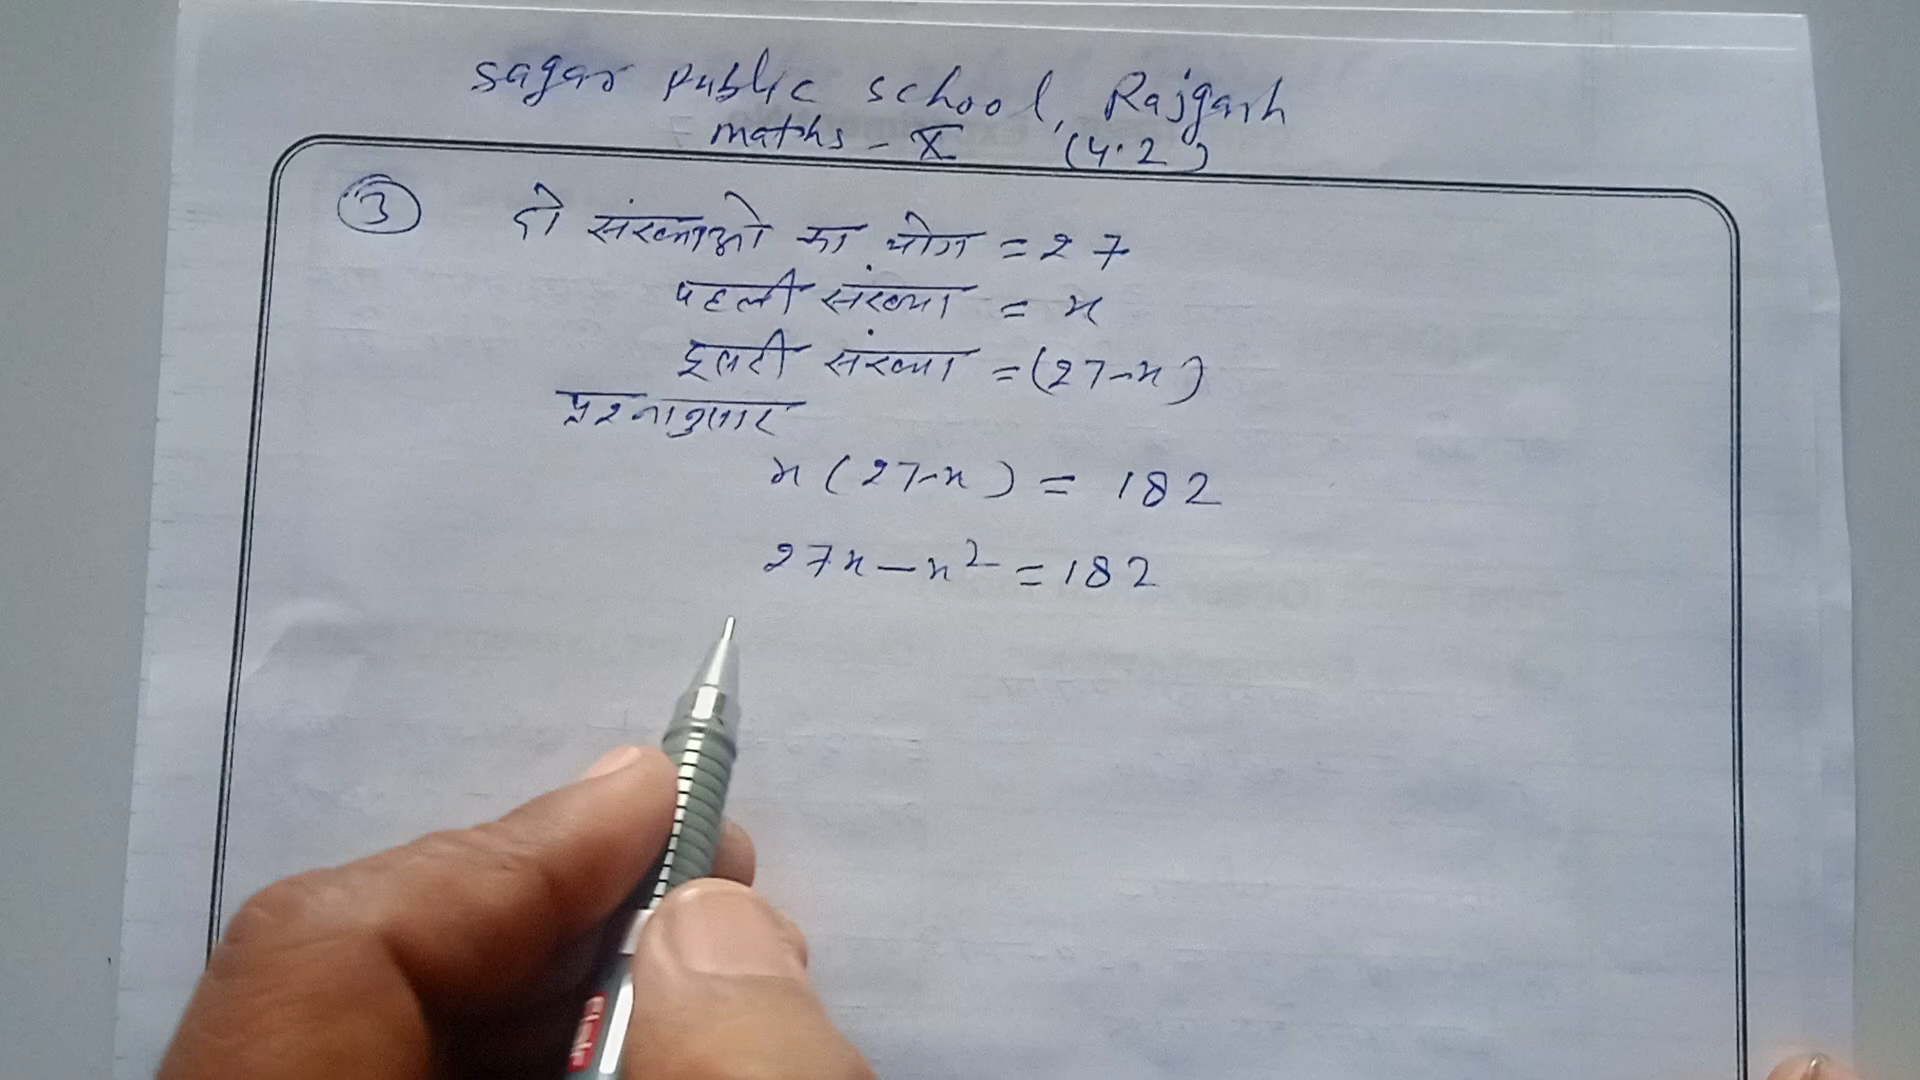 sagar public school, Rajgarh
maths - X (4.2)
3 दो संख्याओ का योग = 27
पहली संख्या = x
दूसरी संख्या = (27-x)
प्रश्नानुसार
x (27-x) = 182
27x - x² = 182